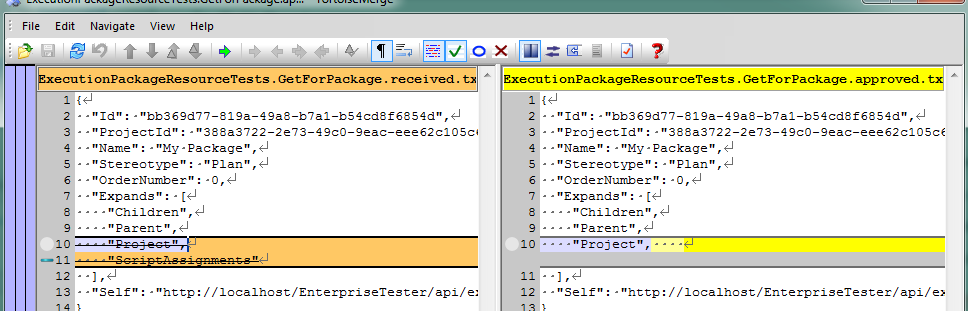 ExecutionPackageResourceTests.GetForPackage.ap... - TortoiseMerge
File Edit Navigate View Help
ExecutionPackageResourceTests.GetForPackage.received.tx
1 {
2   "Id": "bb369d77-819a-49a8-b7a1-b54cd8f6854d",
3   "ProjectId": "388a3722-2e73-49c0-9eac-eee62c105c6
4   "Name": "My Package",
5   "Stereotype": "Plan",
6   "OrderNumber": 0,
7   "Expands": [
8     "Children",
9     "Parent",
10     "Project",
11     "ScriptAssignments"
12   ],
13   "Self": "http://localhost/EnterpriseTester/api/ex
14 }
ExecutionPackageResourceTests.GetForPackage.approved.tx
1 {
2   "Id": "bb369d77-819a-49a8-b7a1-b54cd8f6854d",
3   "ProjectId": "388a3722-2e73-49c0-9eac-eee62c105c6
4   "Name": "My Package",
5   "Stereotype": "Plan",
6   "OrderNumber": 0,
7   "Expands": [
8     "Children",
9     "Parent",
10     "Project",
11   ],
12   "Self": "http://localhost/EnterpriseTester/api/ex
13 }